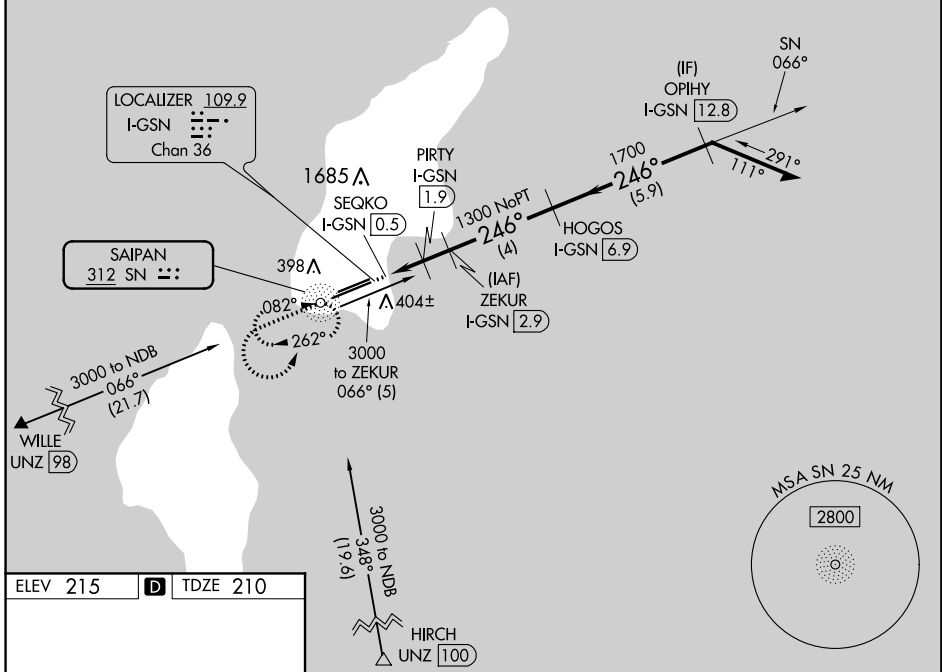 SN
066°
(IF)
OPIHY
I-GSN 12.8
LOCALIZER 109.9
I-GSN
Chan 36
PIRTY
I-GSN
1.9
1700
246°
(5.9)
291°
111°
1685
SEQKO
I-GSN 0.5
1300 NoPT
246°
(4)
HOGOS
I-GSN 6.9
SAIPAN
312 SN
398
(IAF)
ZEKUR
I-GSN 2.9
404±
082°
262°
3000
to ZEKUR
066° (5)
3000 to NDB
066°
(21.7)
WILLE
UNZ 98
MSA SN 25 NM
2800
3000 to NDB
348°
(19.6)
HIRCH
UNZ 100
ELEV 215 D TDZE 210